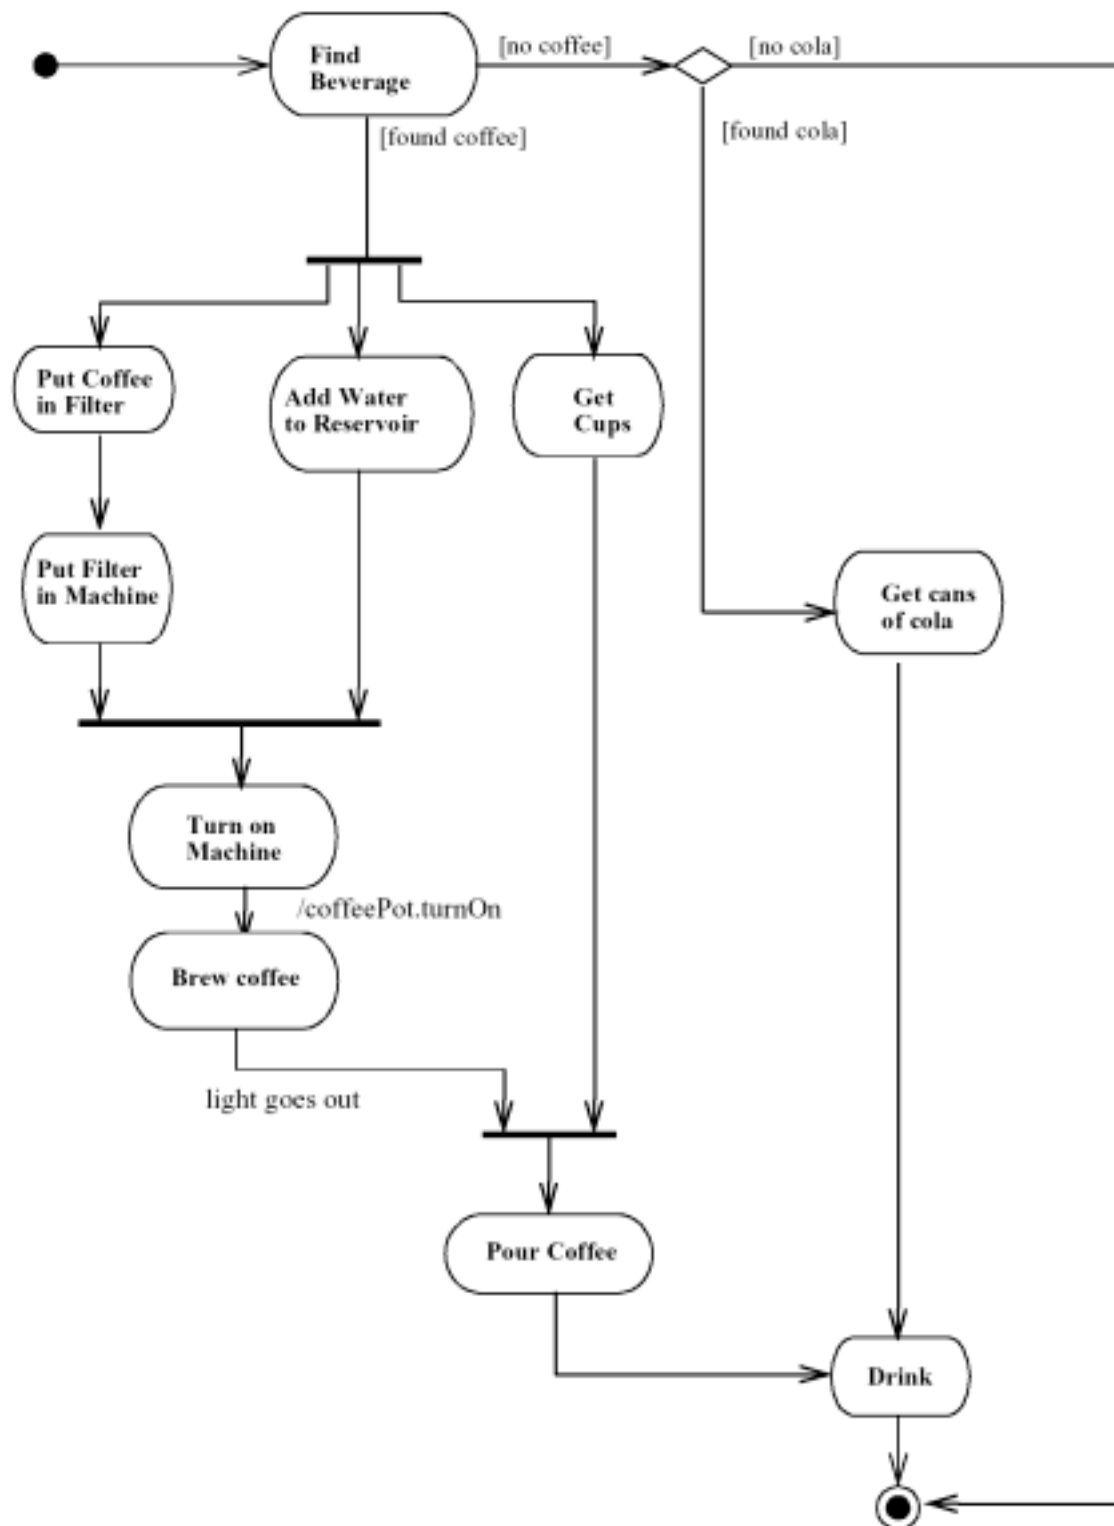 Find
Beverage
[no coffee]
[no cola]
[found coffee]
[found cola]
Put Coffee
in Filter
Add Water
to Reservoir
Get
Cups
Put Filter
in Machine
Get cans
of cola
Turn on
Machine
/coffeePot.turnOn
Brew coffee
light goes out
Pour Coffee
Drink